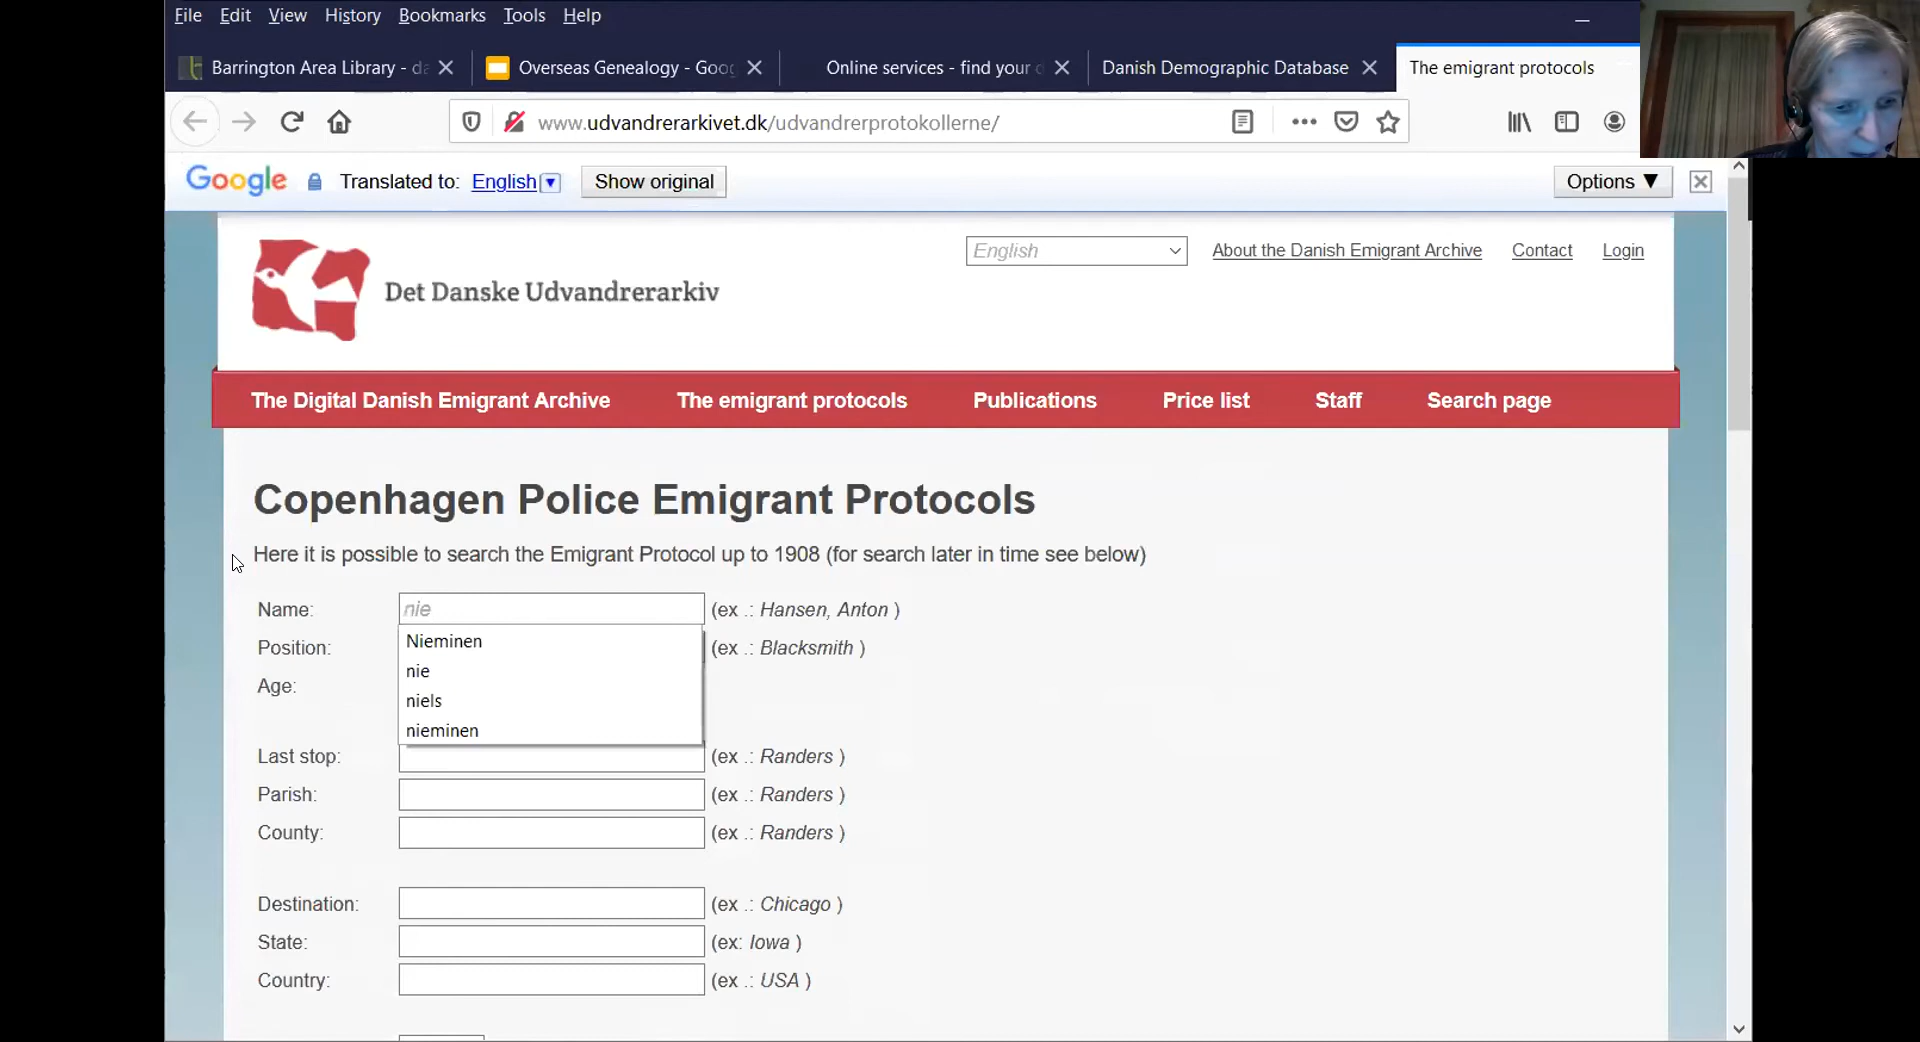 File Edit View History Bookmarks Tools Help
Barrington Area Library - da
Overseas Genealogy - Goog
Online services - find your d
Danish Demographic Database
The emigrant protocols
www.udvandrerarkivet.dk/udvandrerprotokollerne/
Google Translated to: English Show original Options ▼
English
About the Danish Emigrant Archive Contact Login
Det Danske Udvandrerarkiv
The Digital Danish Emigrant Archive The emigrant protocols Publications Price list Staff Search page
Copenhagen Police Emigrant Protocols
Here it is possible to search the Emigrant Protocol up to 1908 (for search later in time see below)
Name: nie (ex .: Hansen, Anton )
Nieminen
Position: (ex .: Blacksmith )
nie
Age:
niels
nieminen
Last stop: (ex .: Randers )
Parish: (ex .: Randers )
County: (ex .: Randers )
Destination: (ex .: Chicago )
State: (ex: Iowa )
Country: (ex .: USA )